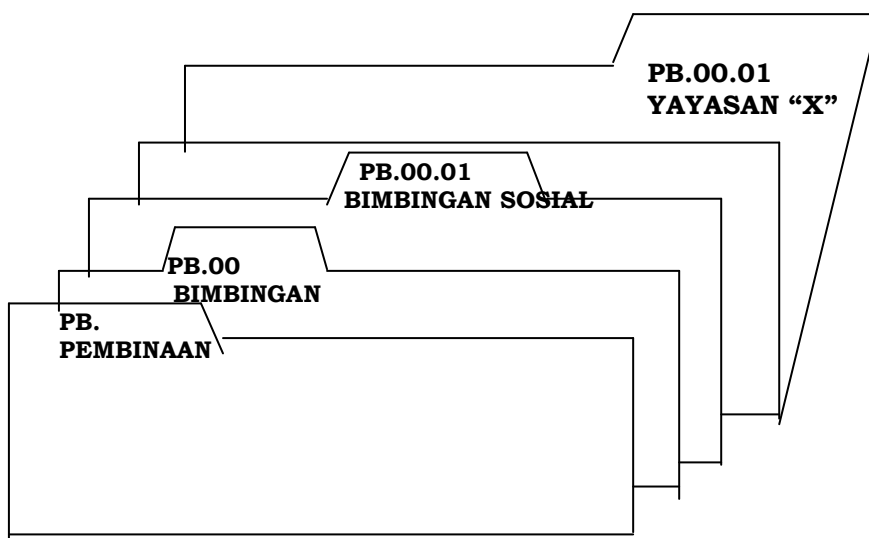 PB.00.01
YAYASAN “X”
PB.00.01
BIMBINGAN SOSIAL
PB.00
BIMBINGAN
PB.
PEMBINAAN